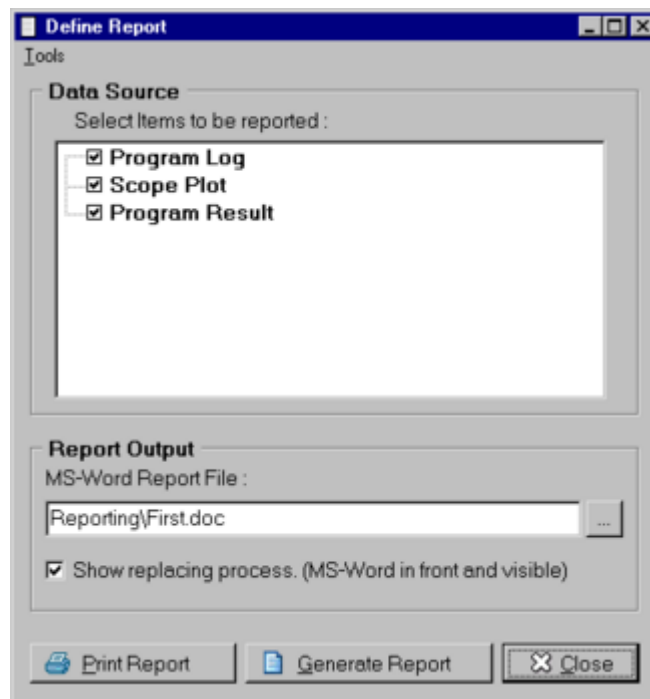 Define Report
Tools
Data Source
Select Items to be reported :
Program Log
Scope Plot
Program Result
Report Output
MS-Word Report File :
Reporting\First.doc
...
Show replacing process. (MS-Word in front and visible)
Print Report Generate Report Close